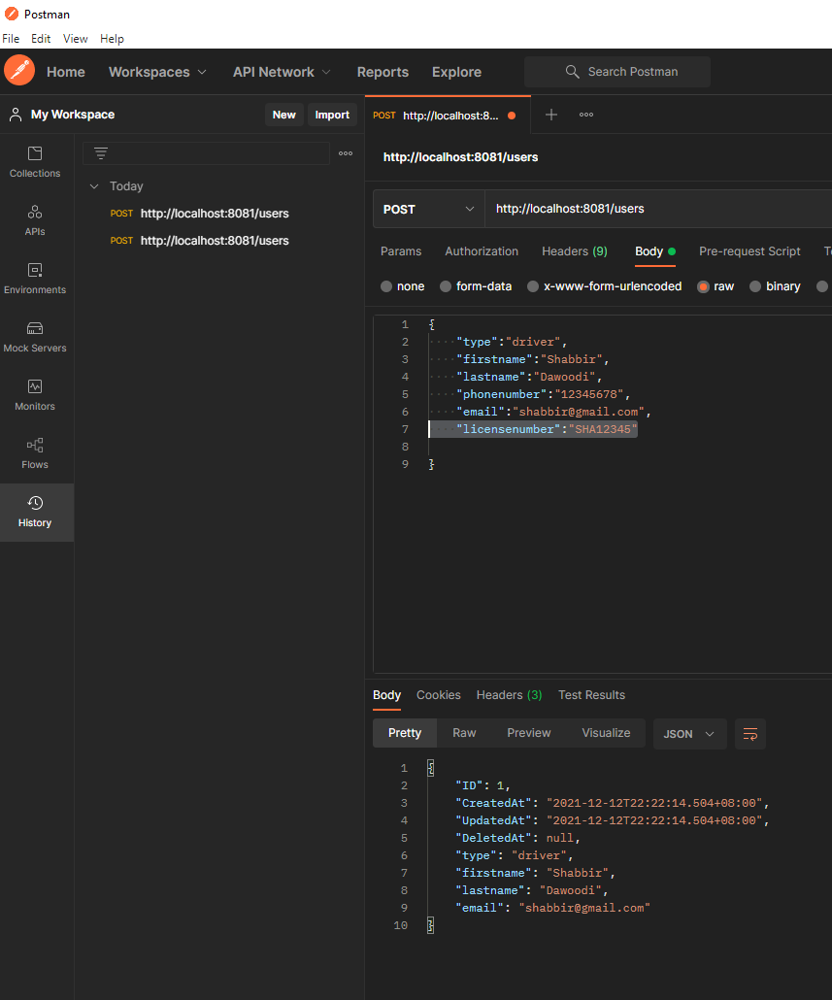 Postman
File Edit View Help
Home Workspaces API Network Reports Explore Search Postman
My Workspace New Import
POST http://localhost:8...
Collections
APIs
Environments
Mock Servers
Monitors
Flows
History
Today
POST http://localhost:8081/users
POST http://localhost:8081/users
http://localhost:8081/users
POST http://localhost:8081/users
Params Authorization Headers (9) Body Pre-request Script
none form-data x-www-form-urlencoded raw binary
1 {
2 "type":"driver",
3 "firstname":"Shabbir",
4 "lastname":"Dawoodi",
5 "phonenumber":"12345678",
6 "email":"shabbir@gmail.com",
7 "licensenumber":"SHA12345"
8
9 }
Body Cookies Headers (3) Test Results
Pretty Raw Preview Visualize JSON
1 {
2 "ID": 1,
3 "CreatedAt": "2021-12-12T22:22:14.504+08:00",
4 "UpdatedAt": "2021-12-12T22:22:14.504+08:00",
5 "DeletedAt": null,
6 "type": "driver",
7 "firstname": "Shabbir",
8 "lastname": "Dawoodi",
9 "email": "shabbir@gmail.com"
10 }